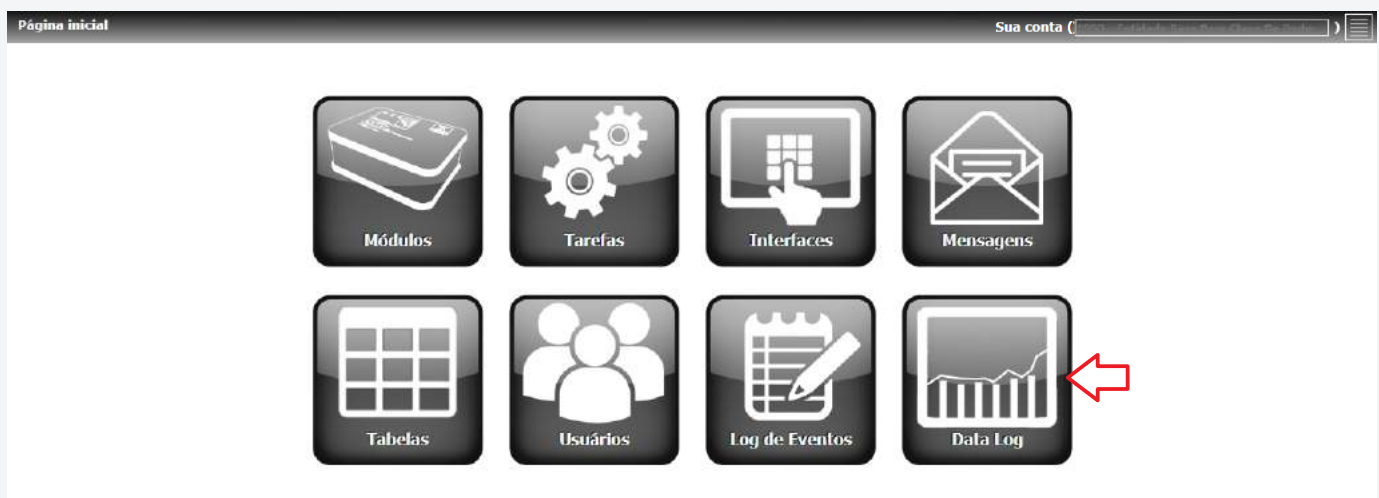 Página inicial
Sua conta ( )
Módulos
Tarefas
Interfaces
Mensagens
Tabelas
Usuários
Log de Eventos
Data Log